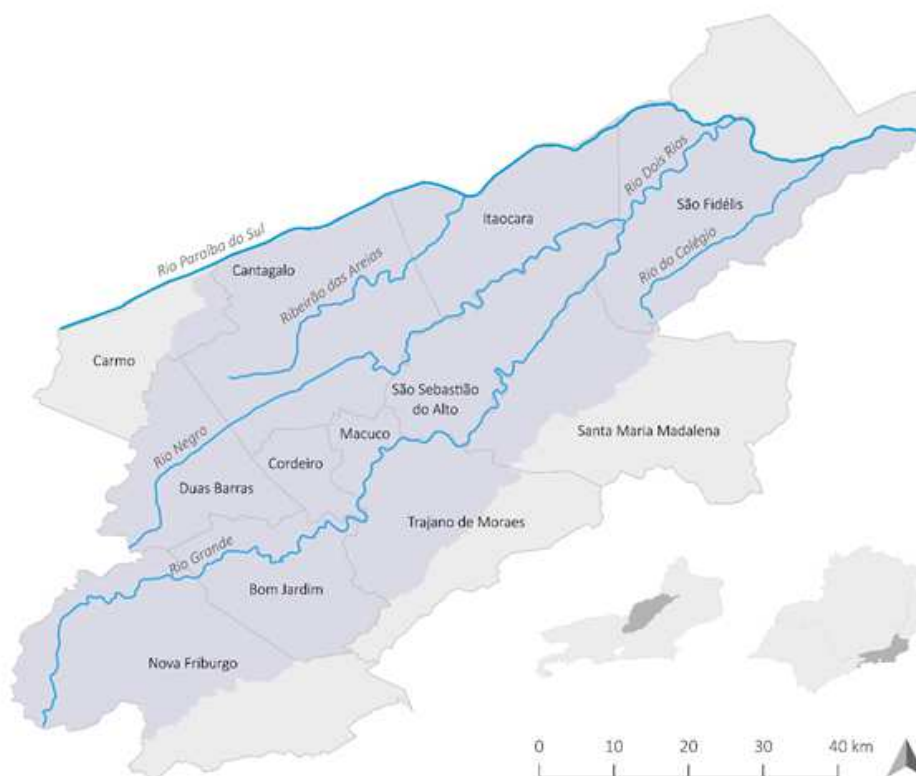 Rio Paraíba do Sul
Cantagalo
Ribeirão das Areias
Itaocara
Rio Dois Rios
São Fidélis
Rio do Colégio
Carmo
São Sebastião
do Alto
Santa Maria Madalena
Macuco
Rio Negro
Cordeiro
Duas Barras
Trajano de Moraes
Rio Grande
Bom Jardim
Nova Friburgo
0 10 20 30 40 km